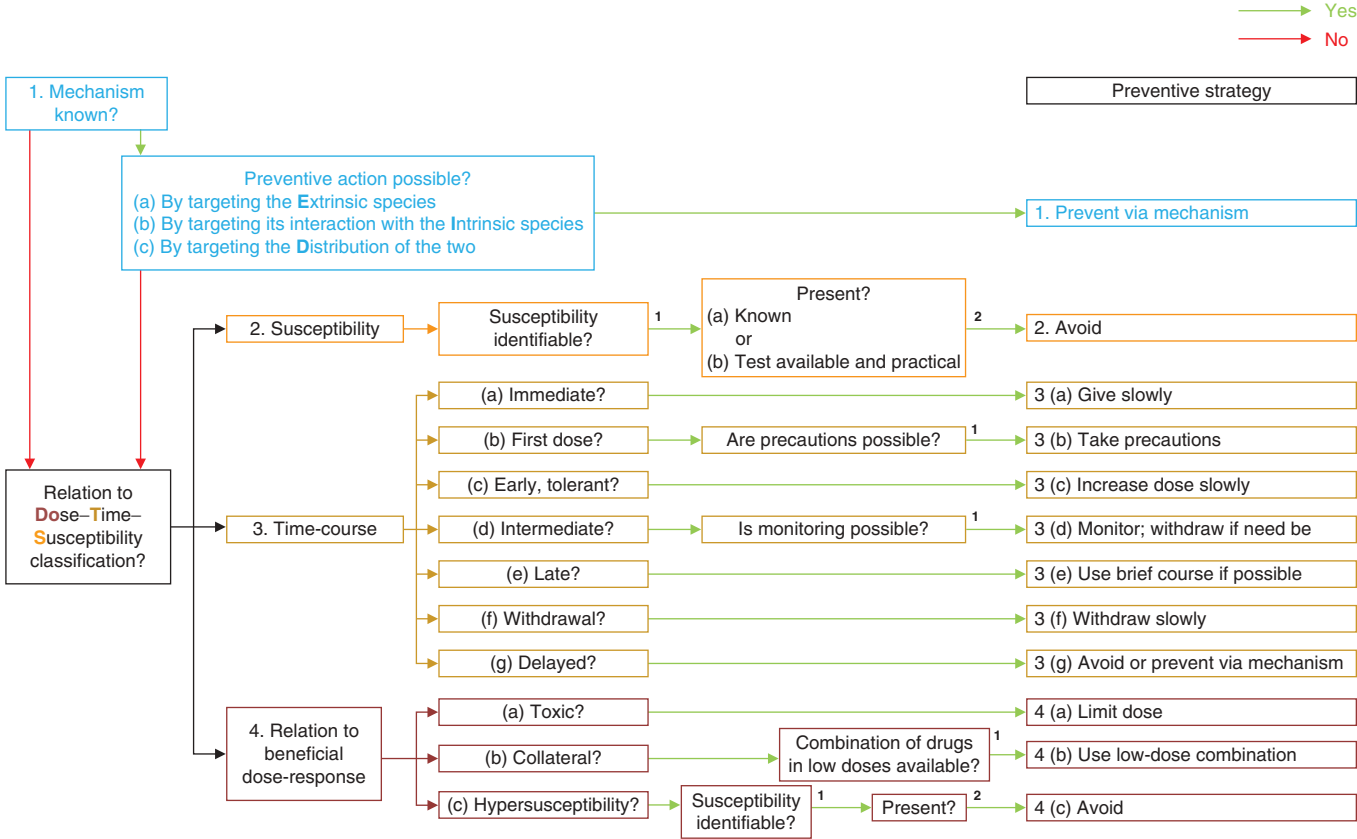 Yes
No
1. Mechanism
known?
Preventive strategy
Preventive action possible?
(a) By targeting the Extrinsic species
(b) By targeting its interaction with the Intrinsic species
(c) By targeting the Distribution of the two
1. Prevent via mechanism
2. Susceptibility
Susceptibility
identifiable?
1
Present?
(a) Known
or
(b) Test available and practical
2
2. Avoid
(a) Immediate?
3 (a) Give slowly
(b) First dose?
Are precautions possible?
1
3 (b) Take precautions
(c) Early, tolerant?
3 (c) Increase dose slowly
Relation to
Dose–Time–
Susceptibility
classification?
3. Time-course
(d) Intermediate?
Is monitoring possible?
1
3 (d) Monitor; withdraw if need be
(e) Late?
3 (e) Use brief course if possible
(f) Withdrawal?
3 (f) Withdraw slowly
(g) Delayed?
3 (g) Avoid or prevent via mechanism
4. Relation to
beneficial
dose-response
(a) Toxic?
4 (a) Limit dose
(b) Collateral?
Combination of drugs
in low doses available?
1
4 (b) Use low-dose combination
(c) Hypersusceptibility?
Susceptibility
identifiable?
1
Present?
2
4 (c) Avoid